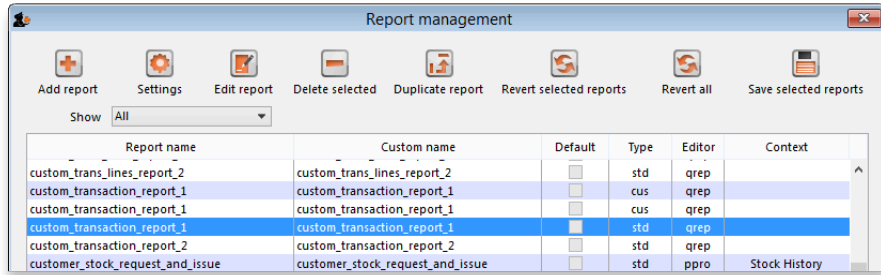 Report management
Add report Settings Edit report Delete selected Duplicate report Revert selected reports Revert all Save selected reports
Show All
Report name Custom name Default Type Editor Context
custom_trans_lines_report_2 custom_trans_lines_report_2 std qrep
custom_transaction_report_1 custom_transaction_report_1 cus qrep
custom_transaction_report_1 custom_transaction_report_1 cus qrep
custom_transaction_report_1 custom_transaction_report_1 std qrep
custom_transaction_report_2 custom_transaction_report_2 std qrep
customer_stock_request_and_issue customer_stock_request_and_issue std ppro Stock History